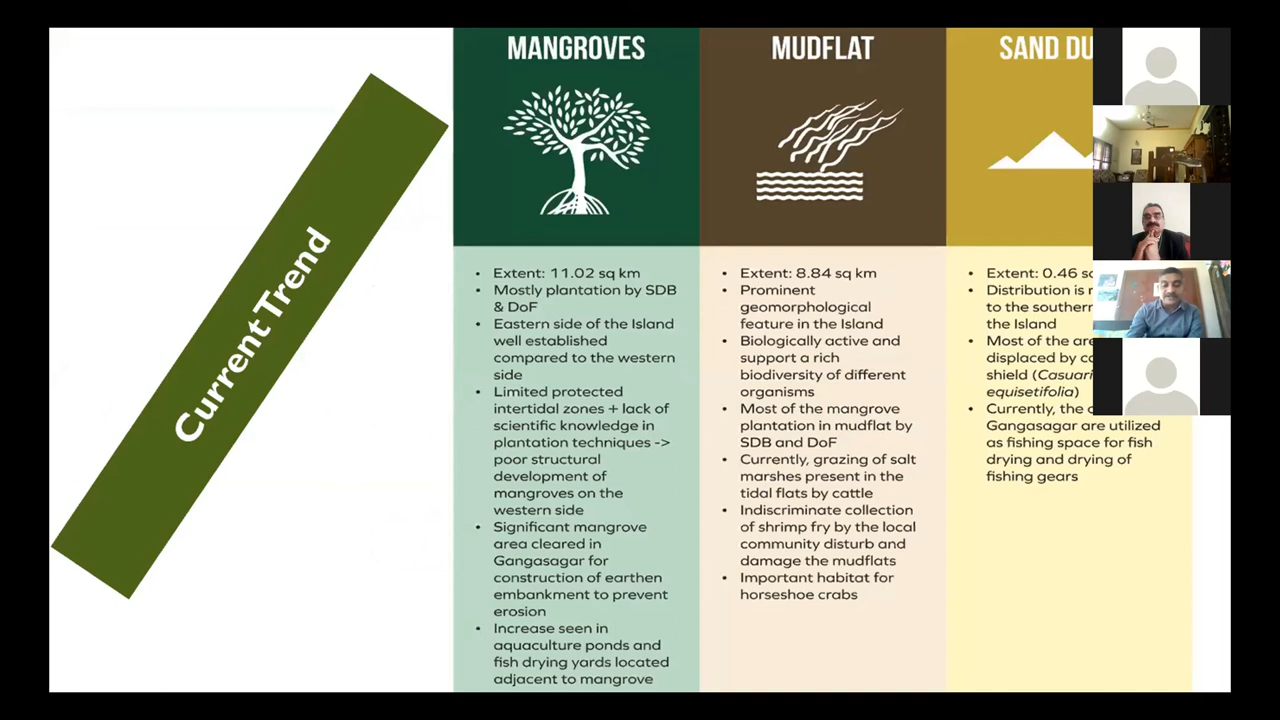 Current Trend
MANGROVES
• Extent: 11.02 sq km
• Mostly plantation by SDB
& DoF
• Eastern side of the Island
well established
compared to the western
side
• Limited protected
intertidal zones + lack of
scientific knowledge in
plantation techniques ->
poor structural
development of
mangroves on the
western side
• Significant mangrove
area cleared in
Gangasagar for
construction of earthen
embankment to prevent
erosion
• Increase seen in
aquaculture ponds and
fish drying yards located
adjacent to mangrove
MUDFLAT
• Extent: 8.84 sq km
• Prominent
geomorphological
feature in the Island
• Biologically active and
support a rich
biodiversity of different
organisms
• Most of the mangrove
plantation in mudflat by
SDB and DoF
• Currently, grazing of salt
marshes present in the
tidal flats by cattle
• Indiscriminate collection
of shrimp fry by the local
community disturb and
damage the mudflats
• Important habitat for
horseshoe crabs
SAND
• Extent: 0.46
• Distribution is
to the southern
the Island
• Most of the
displaced by
shield
equisetifolia)
• Currently, the
Gangasagar are utilized
as fishing space for fish
drying and drying of
fishing gears